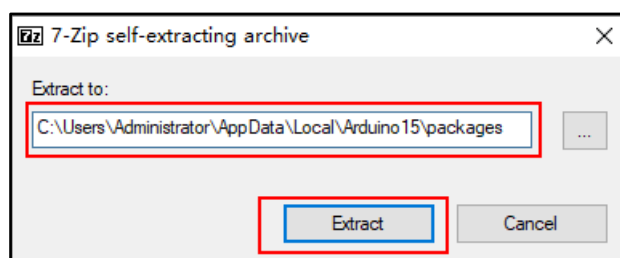 7z 7-Zip self-extracting archive
Extract to:
C:\Users\Administrator\AppData\Local\Arduino15\packages
...
Extract
Cancel